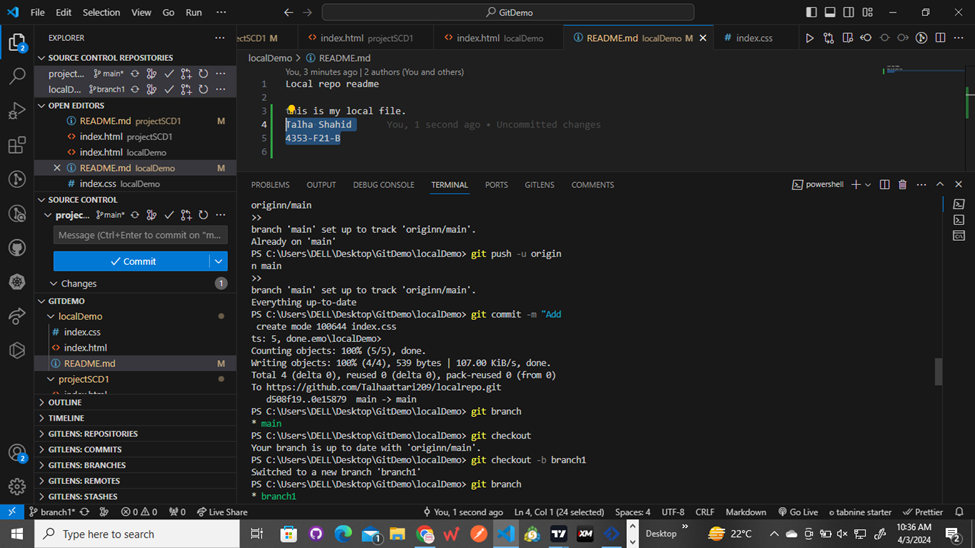 File Edit Selection View Go Run ... GitDemo
EXPLORER ...
ectSCD1 M index.html projectSCD1 index.html localDemo README.md localDemo M index.css
SOURCE CONTROL REPOSITORIES
projec... main*
localD... branch1
OPEN EDITORS
README.md projectSCD1 M
index.html projectSCD1
index.html localDemo
README.md localDemo M
index.css localDemo
SOURCE CONTROL
projec... main*
Message (Ctrl+Enter to commit on "m...
Commit
Changes 1
GITDEMO
localDemo
index.css
index.html
README.md M
projectSCD1
OUTLINE
TIMELINE
GITLENS: REPOSITORIES
GITLENS: COMMITS
GITLENS: BRANCHES
GITLENS: REMOTES
GITLENS: STASHES
localDemo > README.md
You, 3 minutes ago | 2 authors (You and others)
1 Local repo readme
2
3 this is my local file.
4 Talha Shahid You, 1 second ago • Uncommitted changes
5 4353-F21-B
6
PROBLEMS OUTPUT DEBUG CONSOLE TERMINAL PORTS GITLENS COMMENTS powershell
originn/main
>>
branch 'main' set up to track 'originn/main'.
Already on 'main'
PS C:\Users\DELL\Desktop\GitDemo\localDemo> git push -u origin
n main
>>
branch 'main' set up to track 'originn/main'.
Everything up-to-date
PS C:\Users\DELL\Desktop\GitDemo\localDemo> git commit -m "Add
create mode 100644 index.css
ts: 5, done.emo\localDemo>
Counting objects: 100% (5/5), done.
Writing objects: 100% (4/4), 539 bytes | 107.00 KiB/s, done.
Total 4 (delta 0), reused 0 (delta 0), pack-reused 0 (from 0)
To https://github.com/Talhaattari209/localrepo.git
d508f19..0e15879 main -> main
PS C:\Users\DELL\Desktop\GitDemo\localDemo> git branch
* main
PS C:\Users\DELL\Desktop\GitDemo\localDemo> git checkout
Your branch is up to date with 'originn/main'.
PS C:\Users\DELL\Desktop\GitDemo\localDemo> git checkout -b branch1
Switched to a new branch 'branch1'
PS C:\Users\DELL\Desktop\GitDemo\localDemo> git branch
* branch1
branch1* 0 0 0 Live Share You, 1 second ago Ln 4, Col 1 (24 selected) Spaces: 4 UTF-8 CRLF Markdown Go Live tabnine starter Prettier
Type here to search Desktop 22°C 10:36 AM
4/3/2024 2